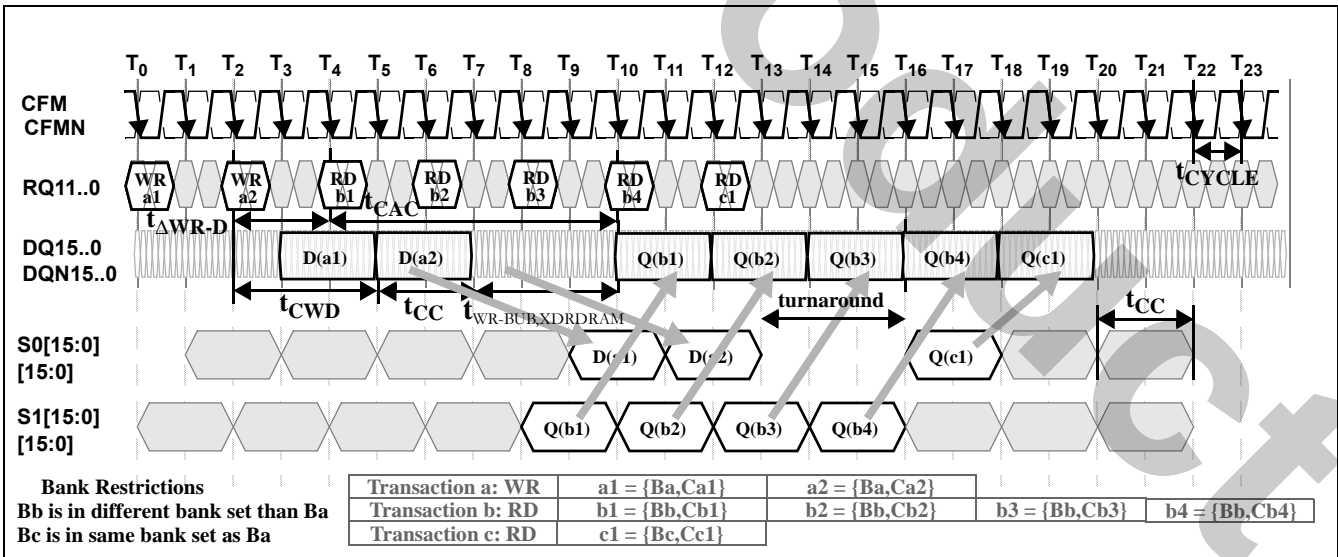 T0 T1 T2 T3 T4 T5 T6 T7 T8 T9 T10 T11 T12 T13 T14 T15 T16 T17 T18 T19 T20 T21 T22 T23
CFM
CFMN
RQ11..0
WR a1
WR a2
RD b1
RD b2
RD b3
RD b4
RD c1
tCYCLE
tΔWR-D
tCAC
DQ15..0
DQN15..0
D(a1) D(a2) Q(b1) Q(b2) Q(b3) Q(b4) Q(c1)
tCWD
tCC
tWR-BUB,XDRDRAM
turnaround
tCC
S0[15:0]
[15:0]
D(a1) D(a2) Q(c1)
S1[15:0]
[15:0]
Q(b1) Q(b2) Q(b3) Q(b4)
Bank Restrictions
Bb is in different bank set than Ba
Bc is in same bank set as Ba
Transaction a: WR a1 = {Ba,Ca1} a2 = {Ba,Ca2}
Transaction b: RD b1 = {Bb,Cb1} b2 = {Bb,Cb2} b3 = {Bb,Cb3} b4 = {Bb,Cb4}
Transaction c: RD c1 = {Bc,Cc1}
oduct